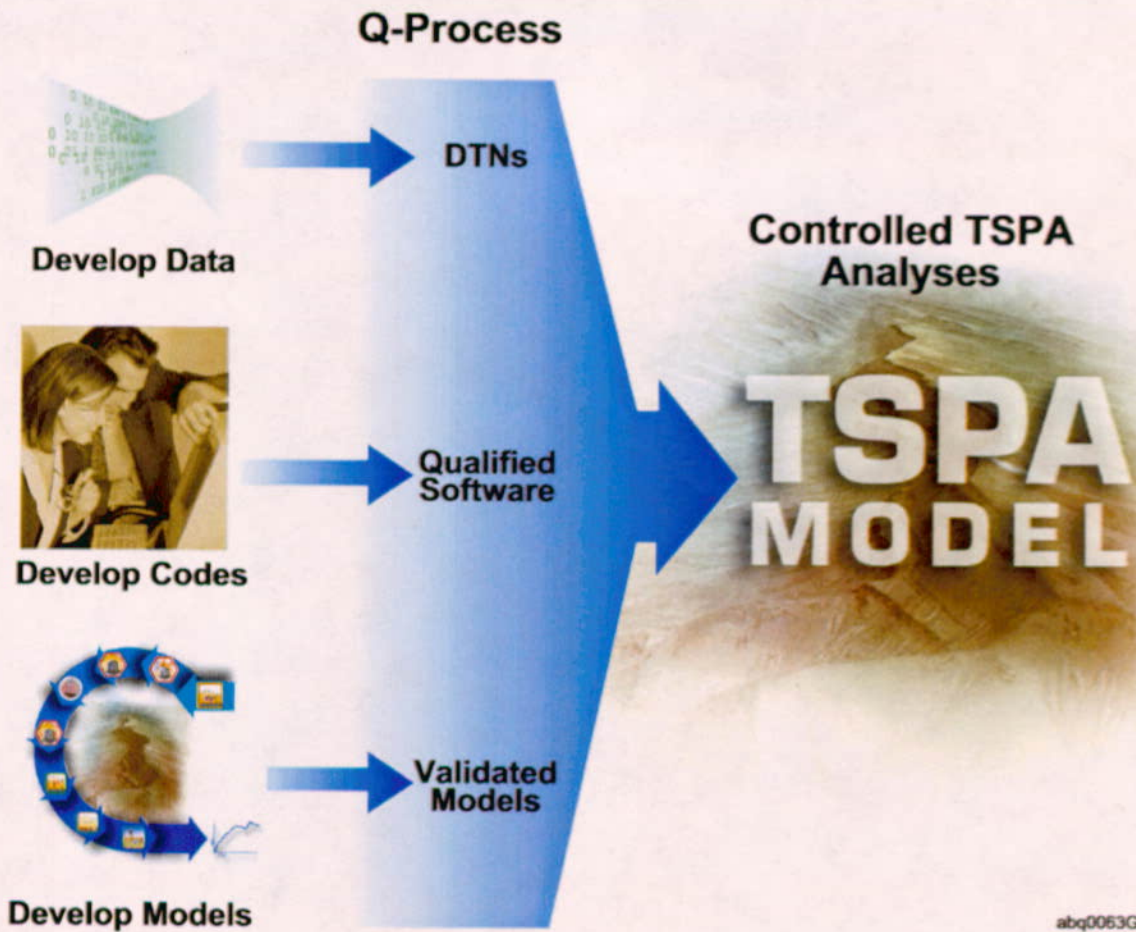 Q-Process
DTNs
Develop Data
Controlled TSPA
Analyses
TSPA
MODEL
Qualified
Software
Develop Codes
Validated
Models
Develop Models
abq0063G